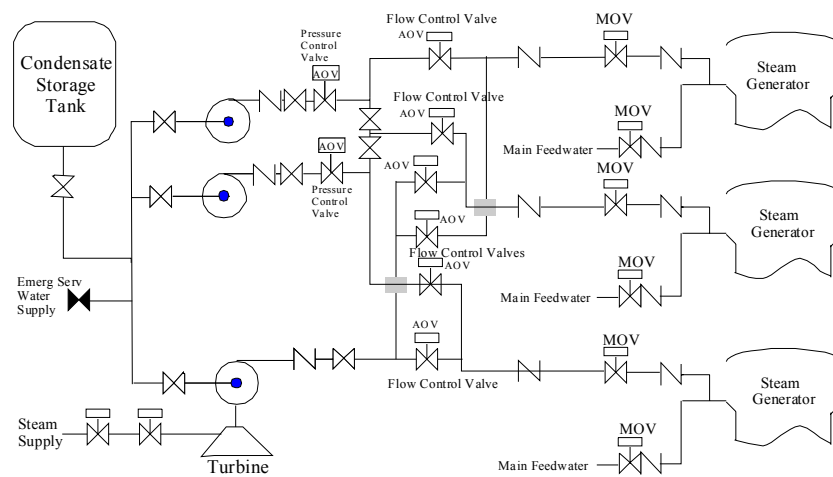 Flow Control Valve
AOV
MOV
Condensate
Storage
Tank
Pressure
Control
Valve
AOV
Steam
Generator
Flow Control Valve
AOV
MOV
Main Feedwater
AOV
AOV
Pressure
Control
Valve
MOV
AOV
Flow Control Valves
AOV
Steam
Generator
MOV
Main Feedwater
Emerg Serv
Water
Supply
AOV
MOV
Flow Control Valve
Steam
Generator
Steam
Supply
Turbine
MOV
Main Feedwater